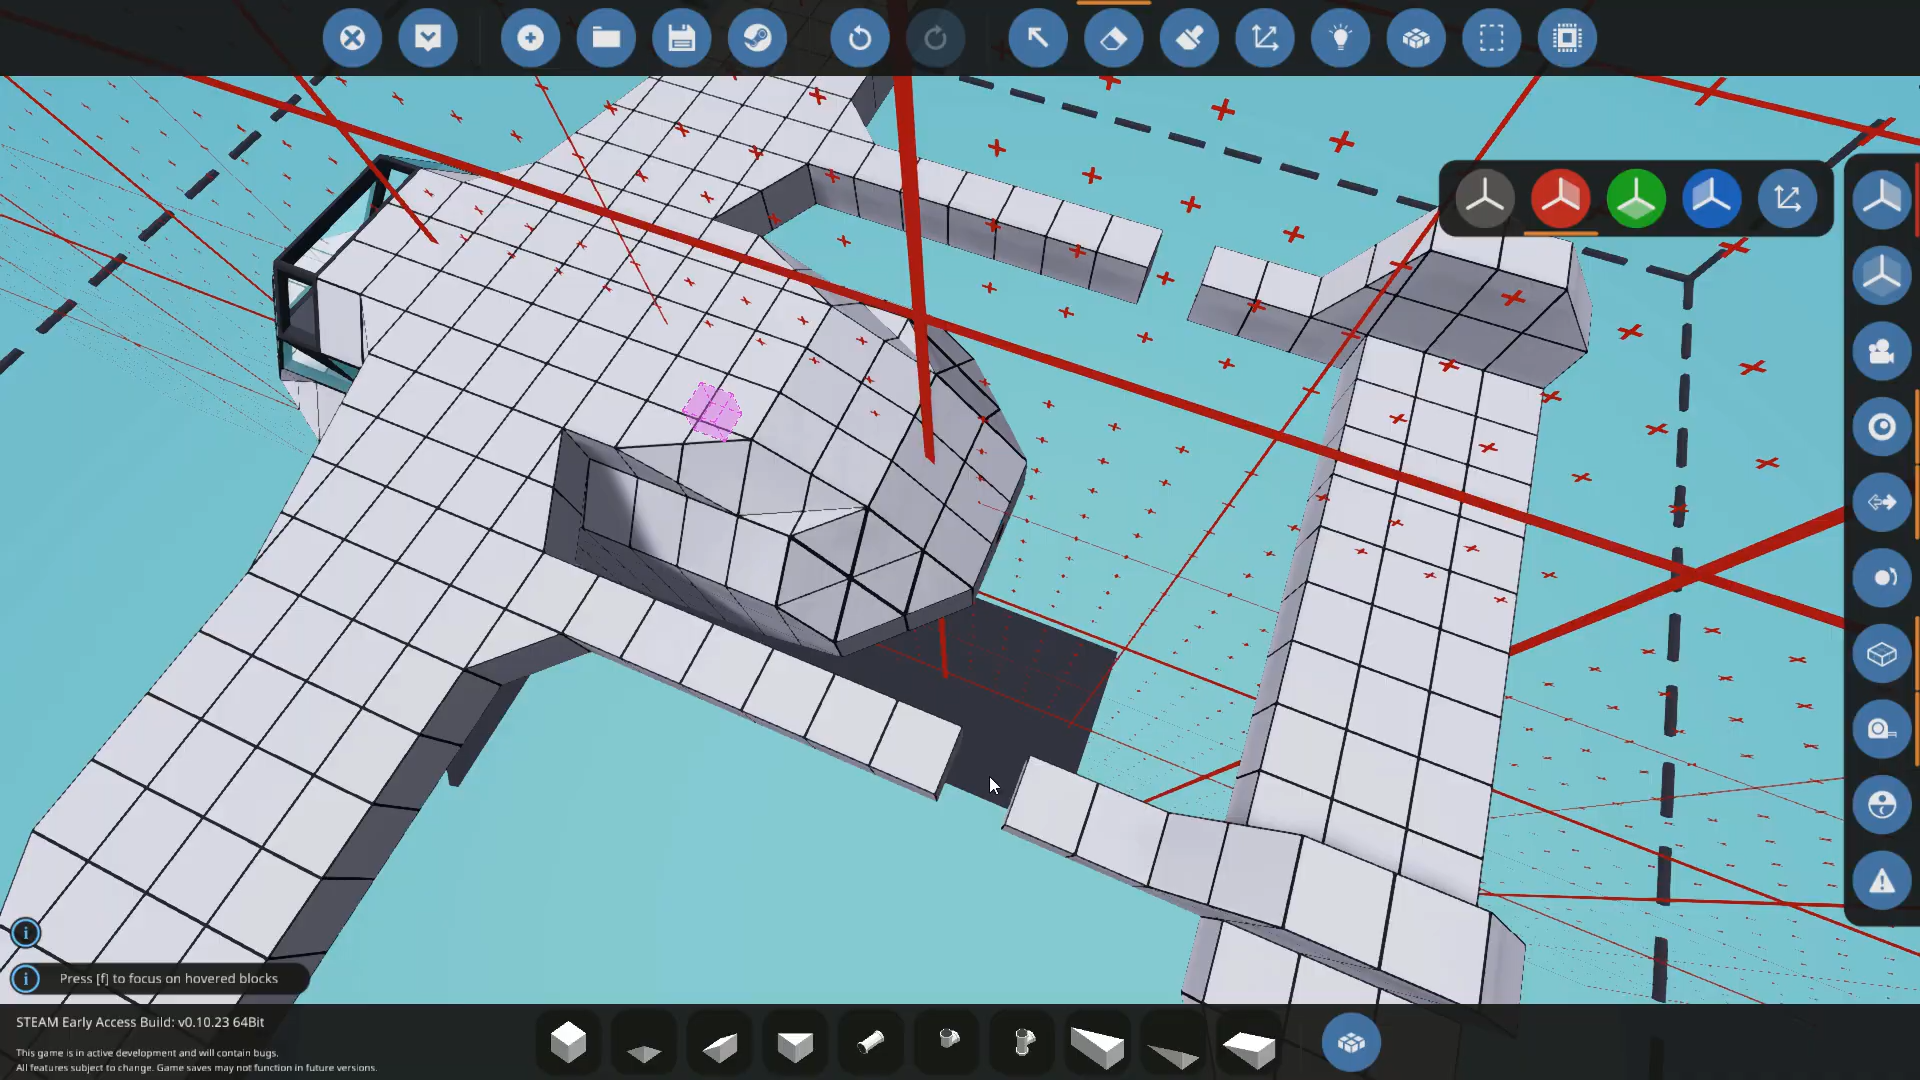 Press [f] to focus on hovered blocks
STEAM Early Access Build: v0.10.23 64Bit
This game is in active development and will contain bugs.
All features subject to change. Game saves may not function in future versions.